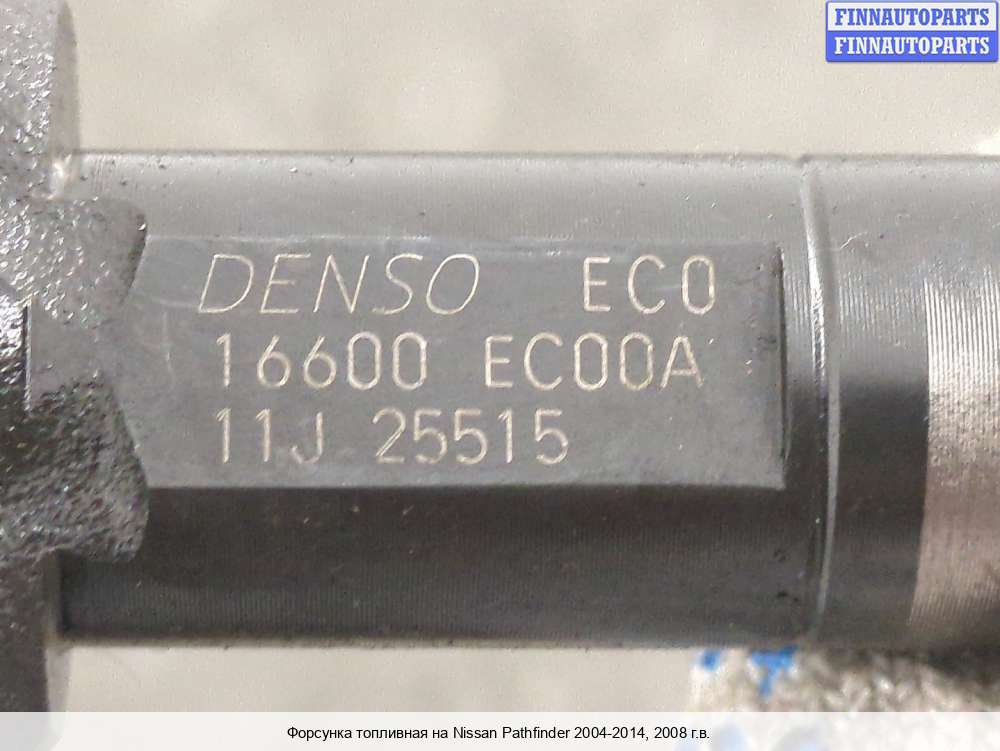 FINNAUTOPARTS
FINNAUTOPARTS
DENSO EC0
16600 EC00A
11J 25515
Форсунка топливная на Nissan Pathfinder 2004-2014, 2008 г.в.